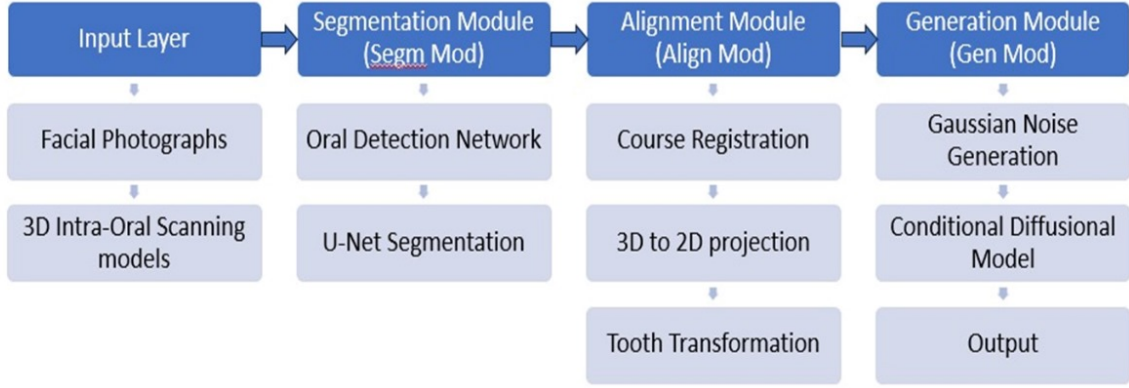 Input Layer
Facial Photographs
3D Intra-Oral Scanning
models
Segmentation Module
(Segm Mod)
Oral Detection Network
U-Net Segmentation
Alignment Module
(Align Mod)
Course Registration
3D to 2D projection
Tooth Transformation
Generation Module
(Gen Mod)
Gaussian Noise
Generation
Conditional Diffusional
Model
Output